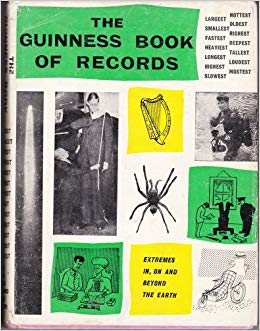 THE
GUINNESS BOOK
OF RECORDS
LARGEST
SMALLEST
FASTEST
HEAVIEST
LONGEST
HIGHEST
SLOWEST
HOTTEST
OLDEST
RICHEST
DEEPEST
TALLEST
LOUDEST
MOSTEST
EXTREMES
IN, ON AND
BEYOND
THE EARTH
THE